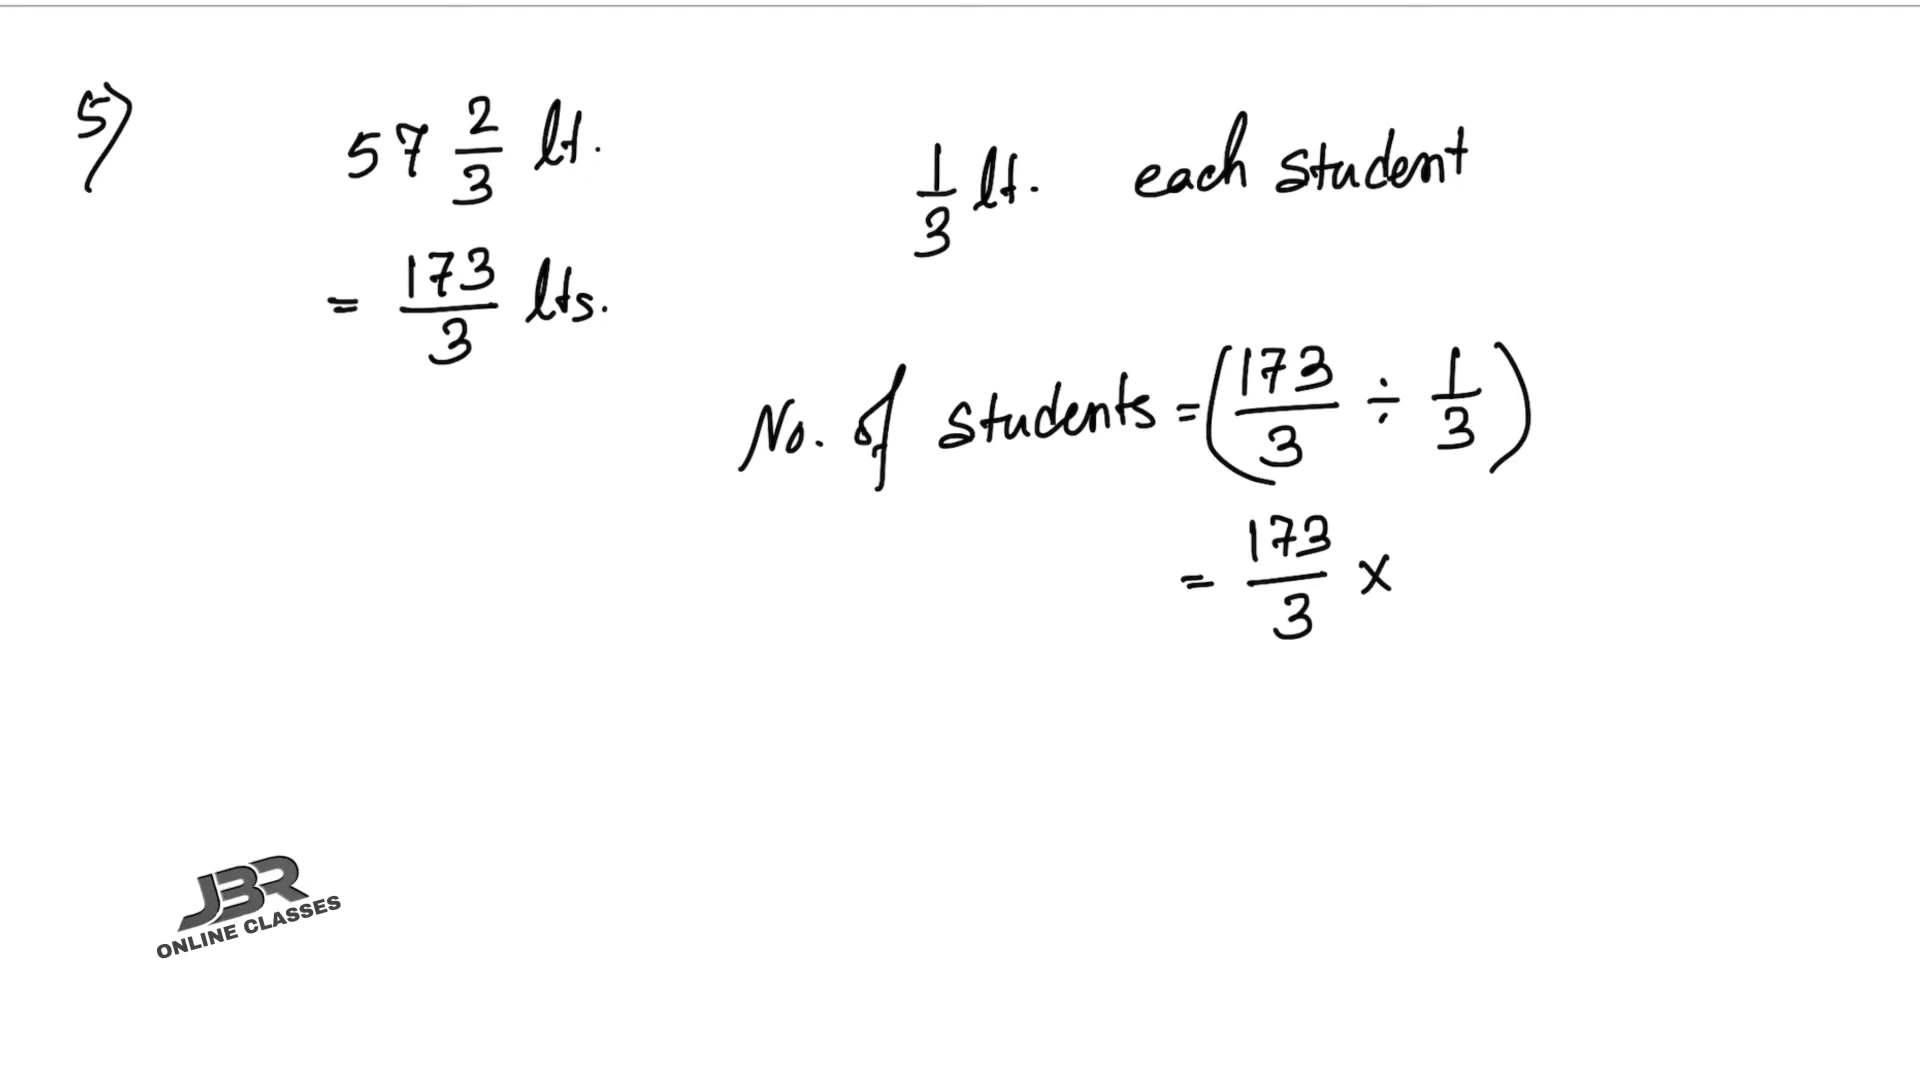 5) 57 2/3 lt. 1/3 lt. each student
= 173/3 lts.
No. of students = (173/3 ÷ 1/3)
= 173/3 x
JBR
ONLINE CLASSES